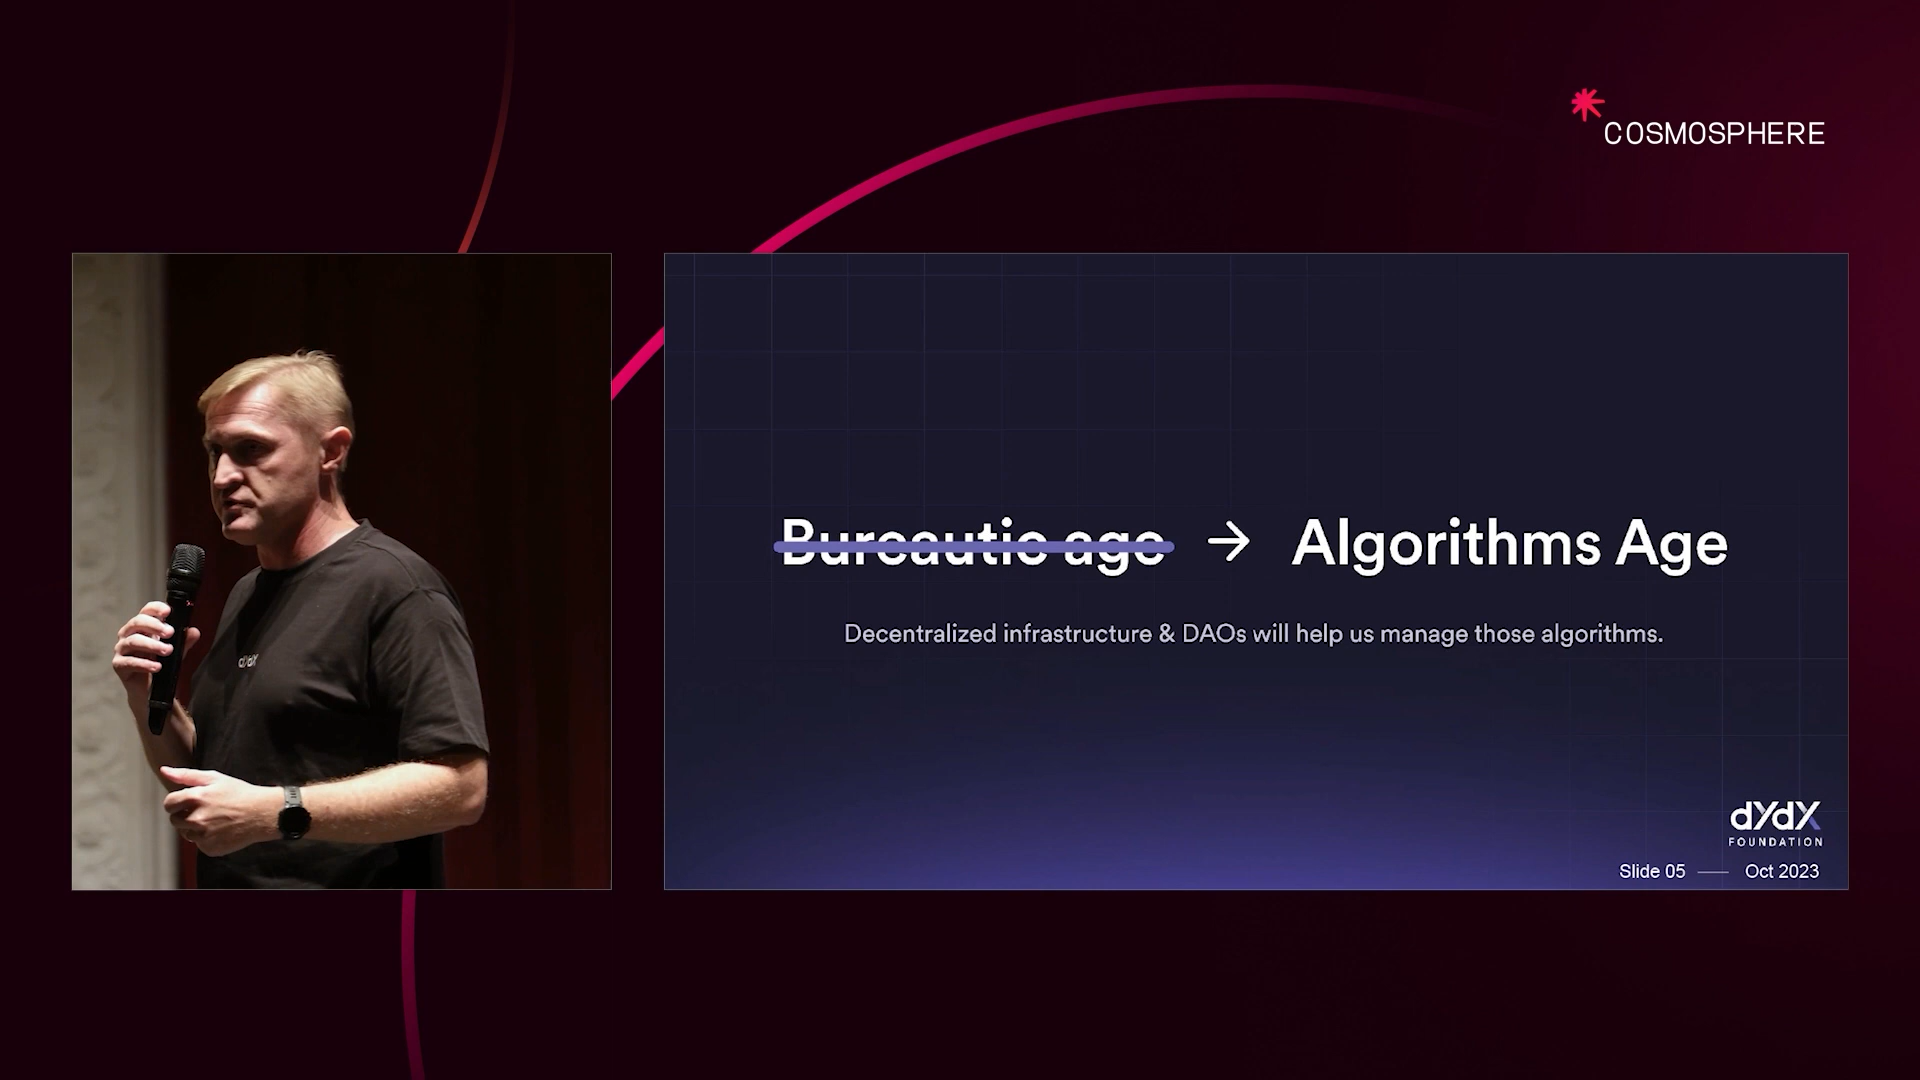 COSMOSPHERE
dYdX
Bureautic age → Algorithms Age
Decentralized infrastructure & DAOs will help us manage those algorithms.
dYdX
FOUNDATION
Slide 05 — Oct 2023